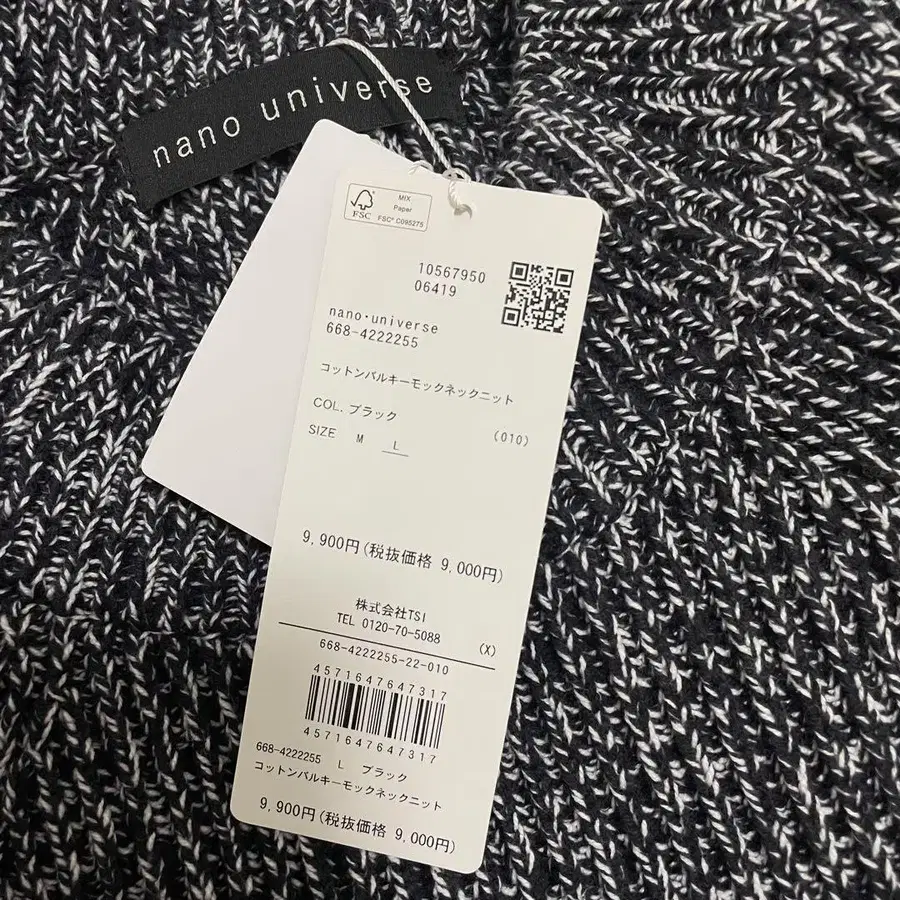 nano universe
MIX
Paper
FSC
FSC® C095275
10567950
06419
nano・universe
668-4222255
コットンバルキーモックネックニット
COL. ブラック (010)
SIZE M L
9,900円(税抜価格 9,000円)
株式会社TSI
TEL 0120-70-5088
(X)
668-4222255-22-010
4571647647317
4571647647317
668-4222255 L ブラック
コットンバルキーモックネックニット
9,900円(税抜価格 9,000円)